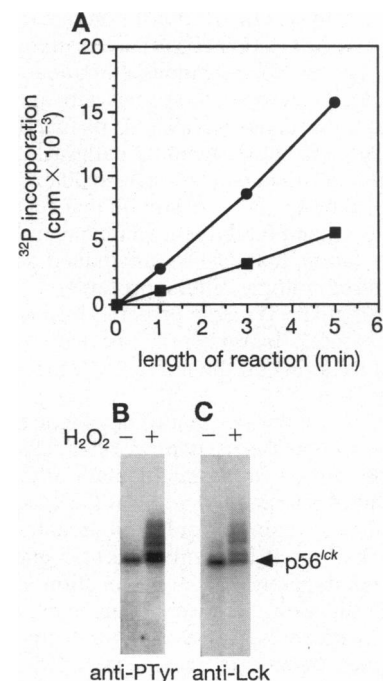 A
20
15
10
5
0
³²P incorporation
(cpm × 10⁻³)
0 1 2 3 4 5 6
length of reaction (min)
B C
H₂O₂ − + − +
p56ˡᶜᵏ
anti-PTyr anti-Lck